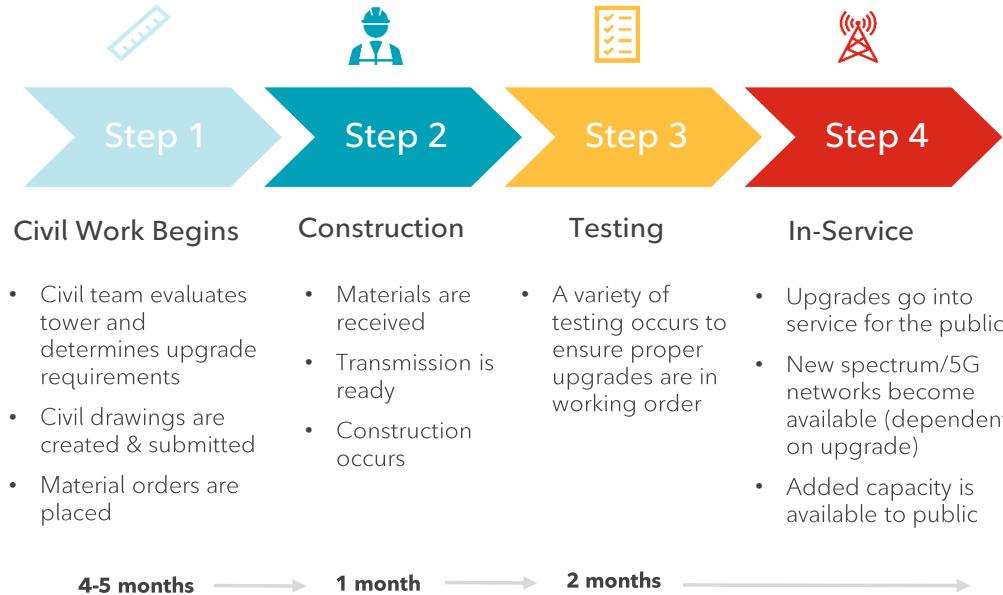 Step 1
Step 2
Step 3
Step 4
Civil Work Begins
• Civil team evaluates
tower and
determines upgrade
requirements
• Civil drawings are
created & submitted
• Material orders are
placed
Construction
• Materials are
received
• Transmission is
ready
• Construction
occurs
Testing
• A variety of
testing occurs to
ensure proper
upgrades are in
working order
In-Service
• Upgrades go into
service for the public
• New spectrum/5G
networks become
available (dependent
on upgrade)
• Added capacity is
available to public
4-5 months
1 month
2 months